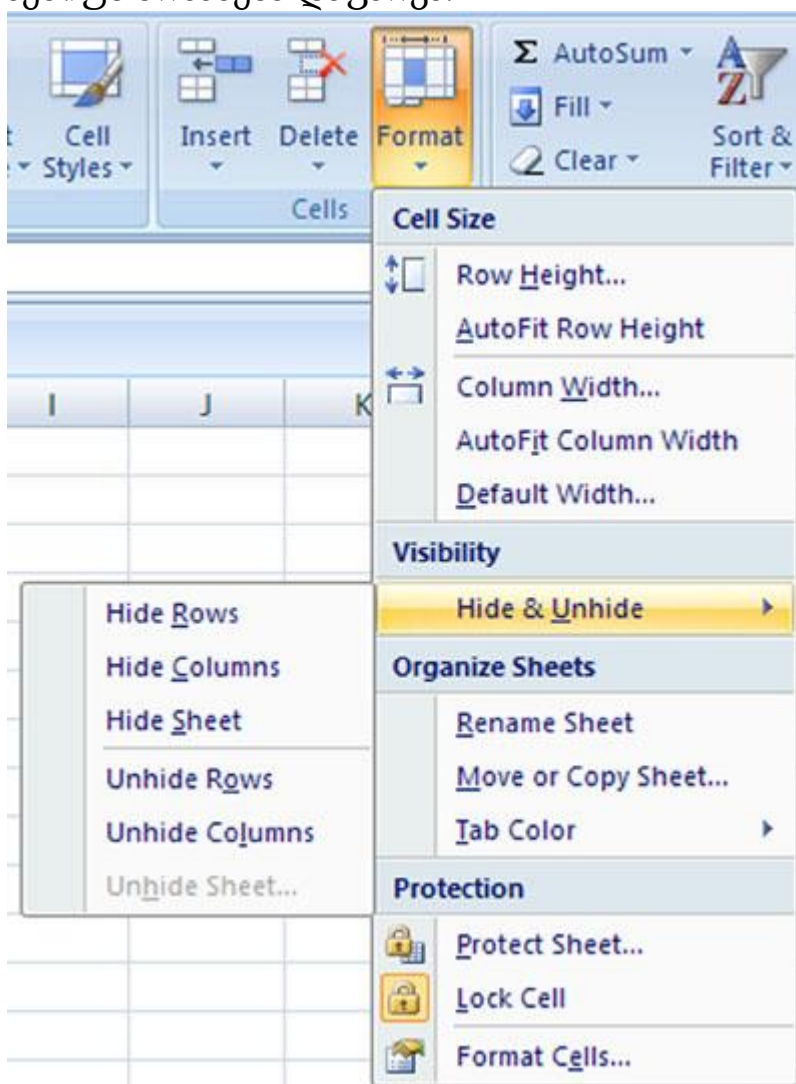 Σ AutoSum
Fill
Clear
Cell
Styles
Insert
Delete
Format
Sort &
Filter
Cells
Cell Size
Row Height...
AutoFit Row Height
Column Width...
AutoFit Column Width
Default Width...
I J K
Visibility
Hide & Unhide
Hide Rows
Hide Columns
Hide Sheet
Unhide Rows
Unhide Columns
Unhide Sheet...
Organize Sheets
Rename Sheet
Move or Copy Sheet...
Tab Color
Protection
Protect Sheet...
Lock Cell
Format Cells...